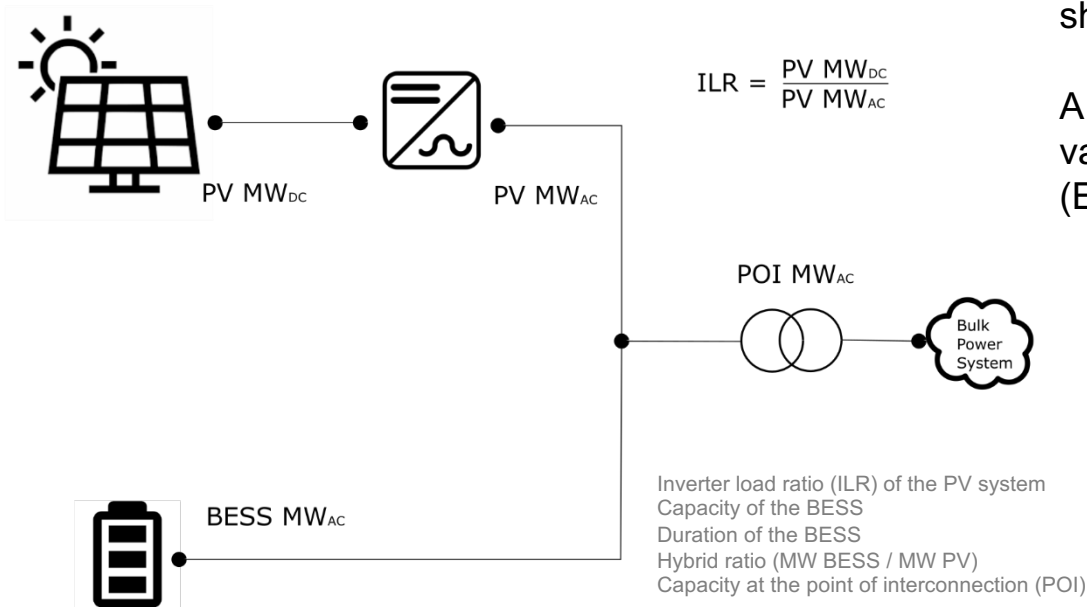 sh
ILR = PV MWDC
PV MWAC
A
va
(E
PV MWDC
PV MWAC
POI MWAC
Bulk
Power
System
BESS MWAC
Inverter load ratio (ILR) of the PV system
Capacity of the BESS
Duration of the BESS
Hybrid ratio (MW BESS / MW PV)
Capacity at the point of interconnection (POI)